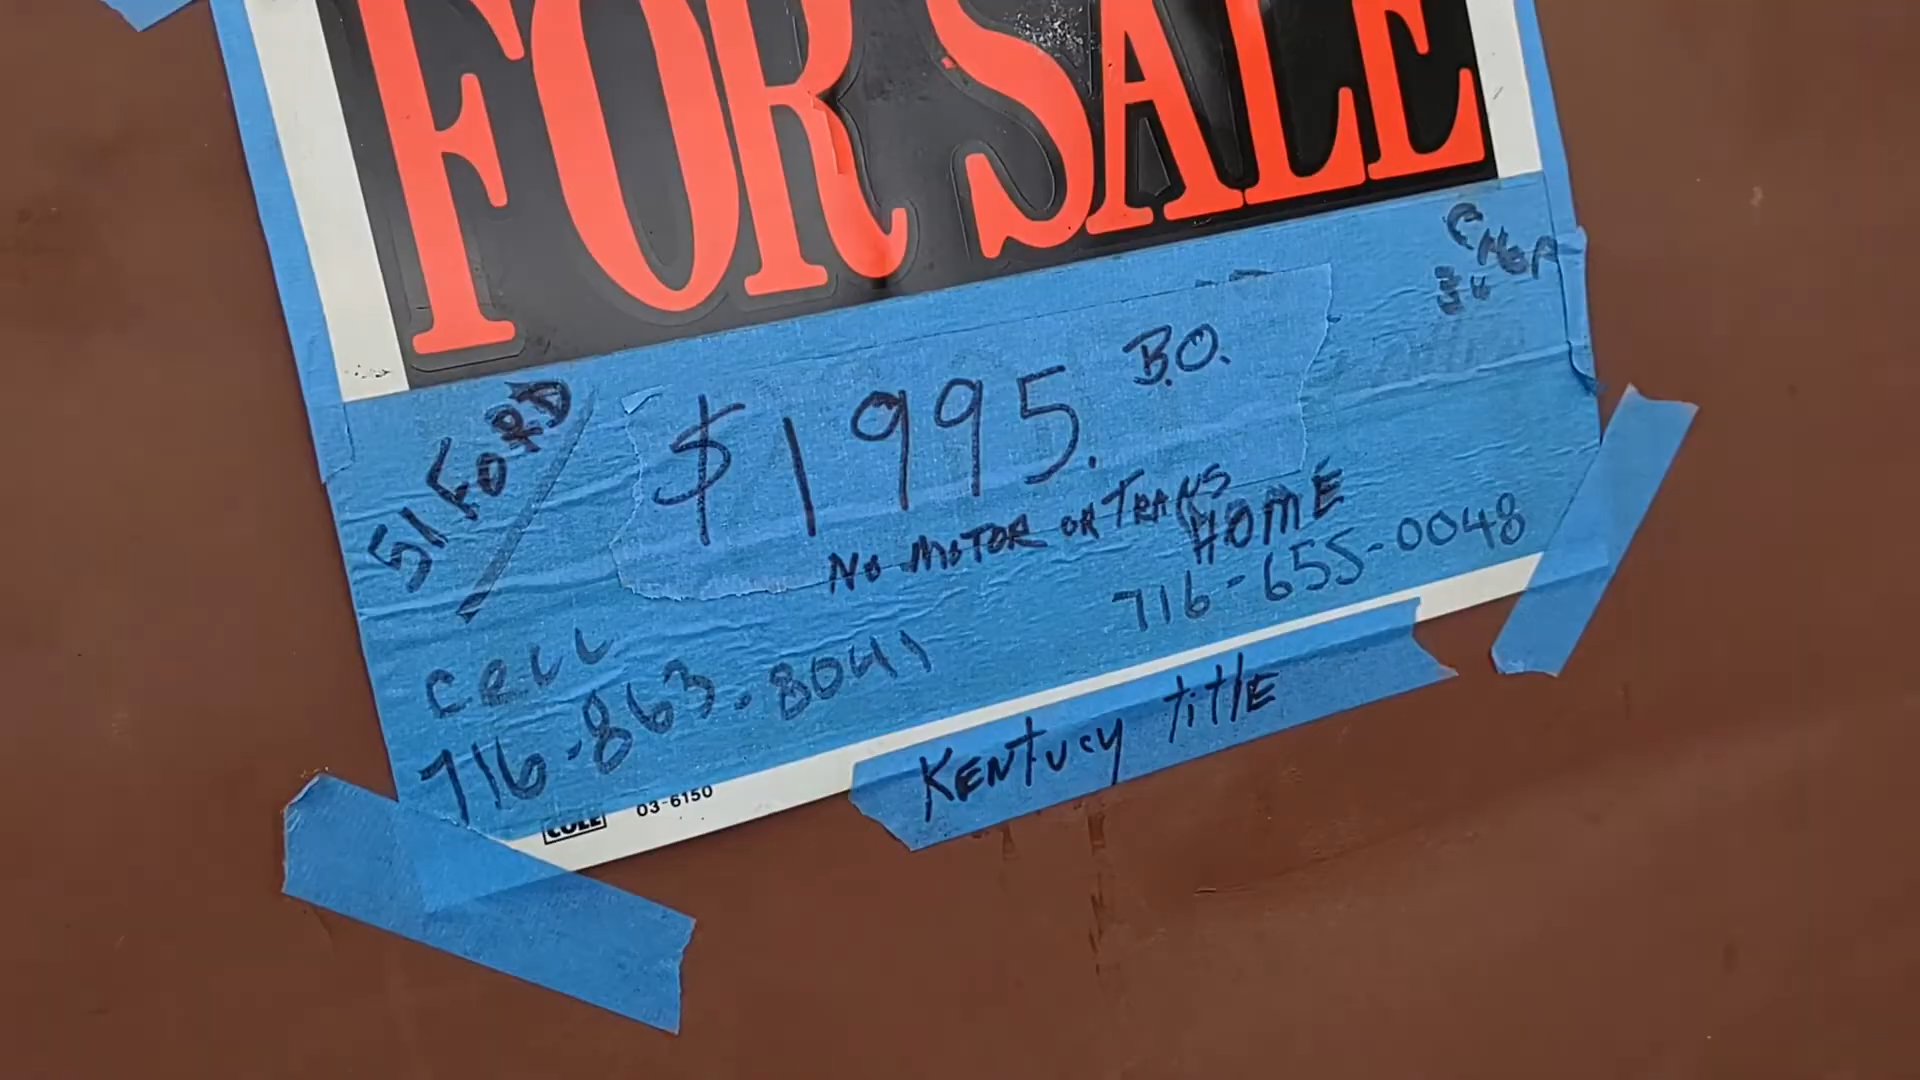 FOR SALE
51 FORD
$1995. B.O.
NO MOTOR OR TRANS
HOME
716-655-0048
CELL
716-863-8041
KENTUCY TITLE
COLE 03-6150